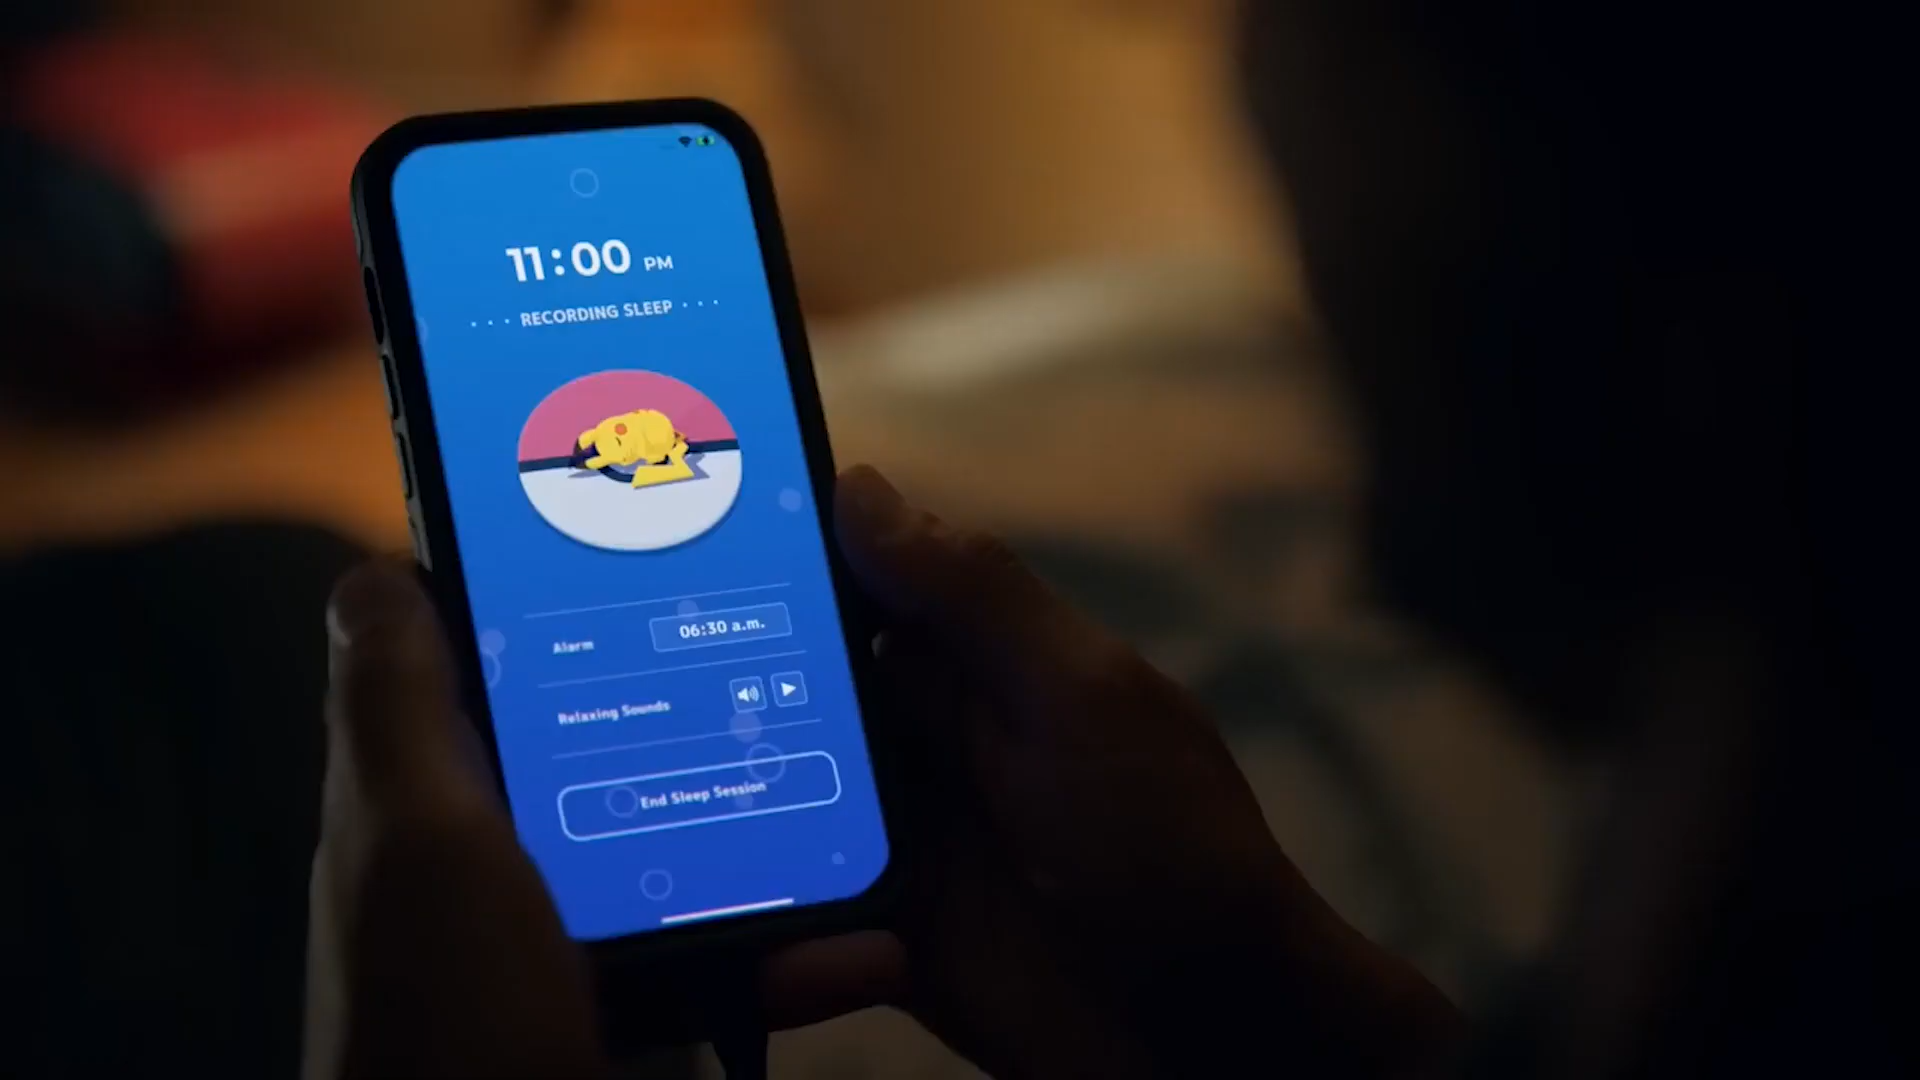 11:00 PM
· · · RECORDING SLEEP · · ·
Alarm 06:30 a.m.
Relaxing Sounds
End Sleep Session